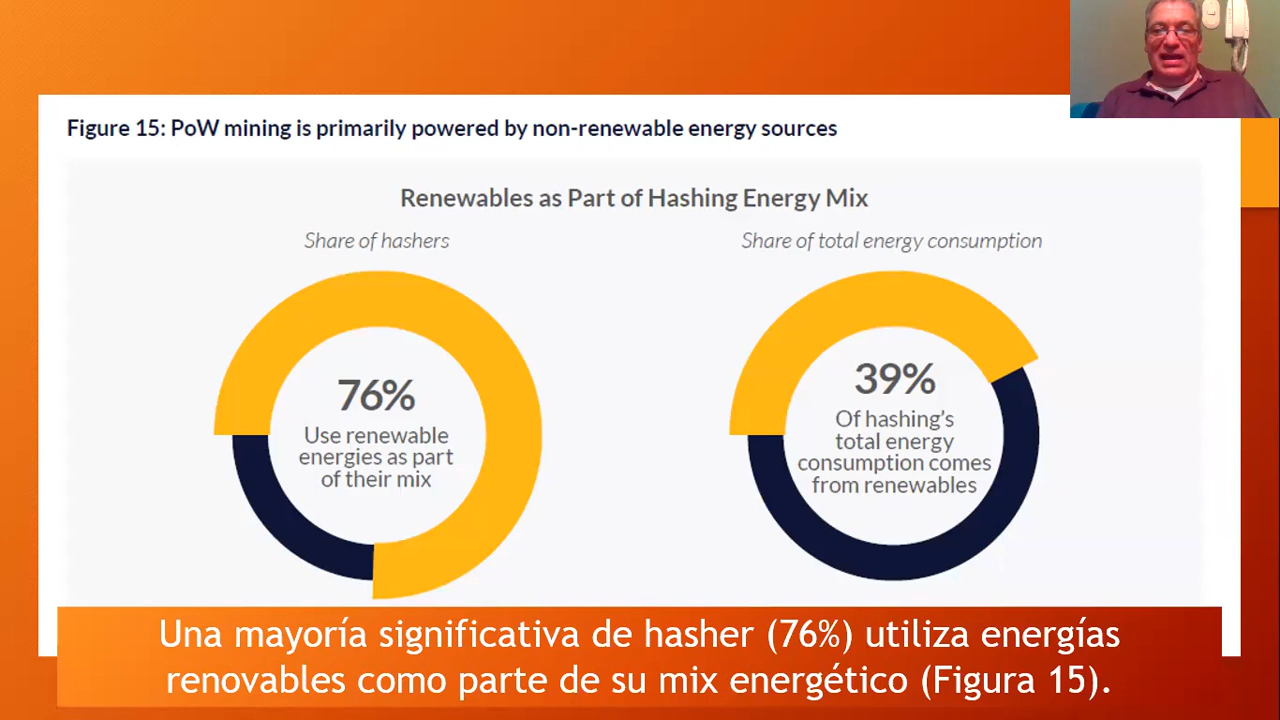 Figure 15: PoW mining is primarily powered by non-renewable energy sources
Renewables as Part of Hashing Energy Mix
Share of hashers
Share of total energy consumption
76%
Use renewable
energies as part
of their mix
39%
Of hashing's
total energy
consumption comes
from renewables
Una mayoría significativa de hasher (76%) utiliza energías
renovables como parte de su mix energético (Figura 15).